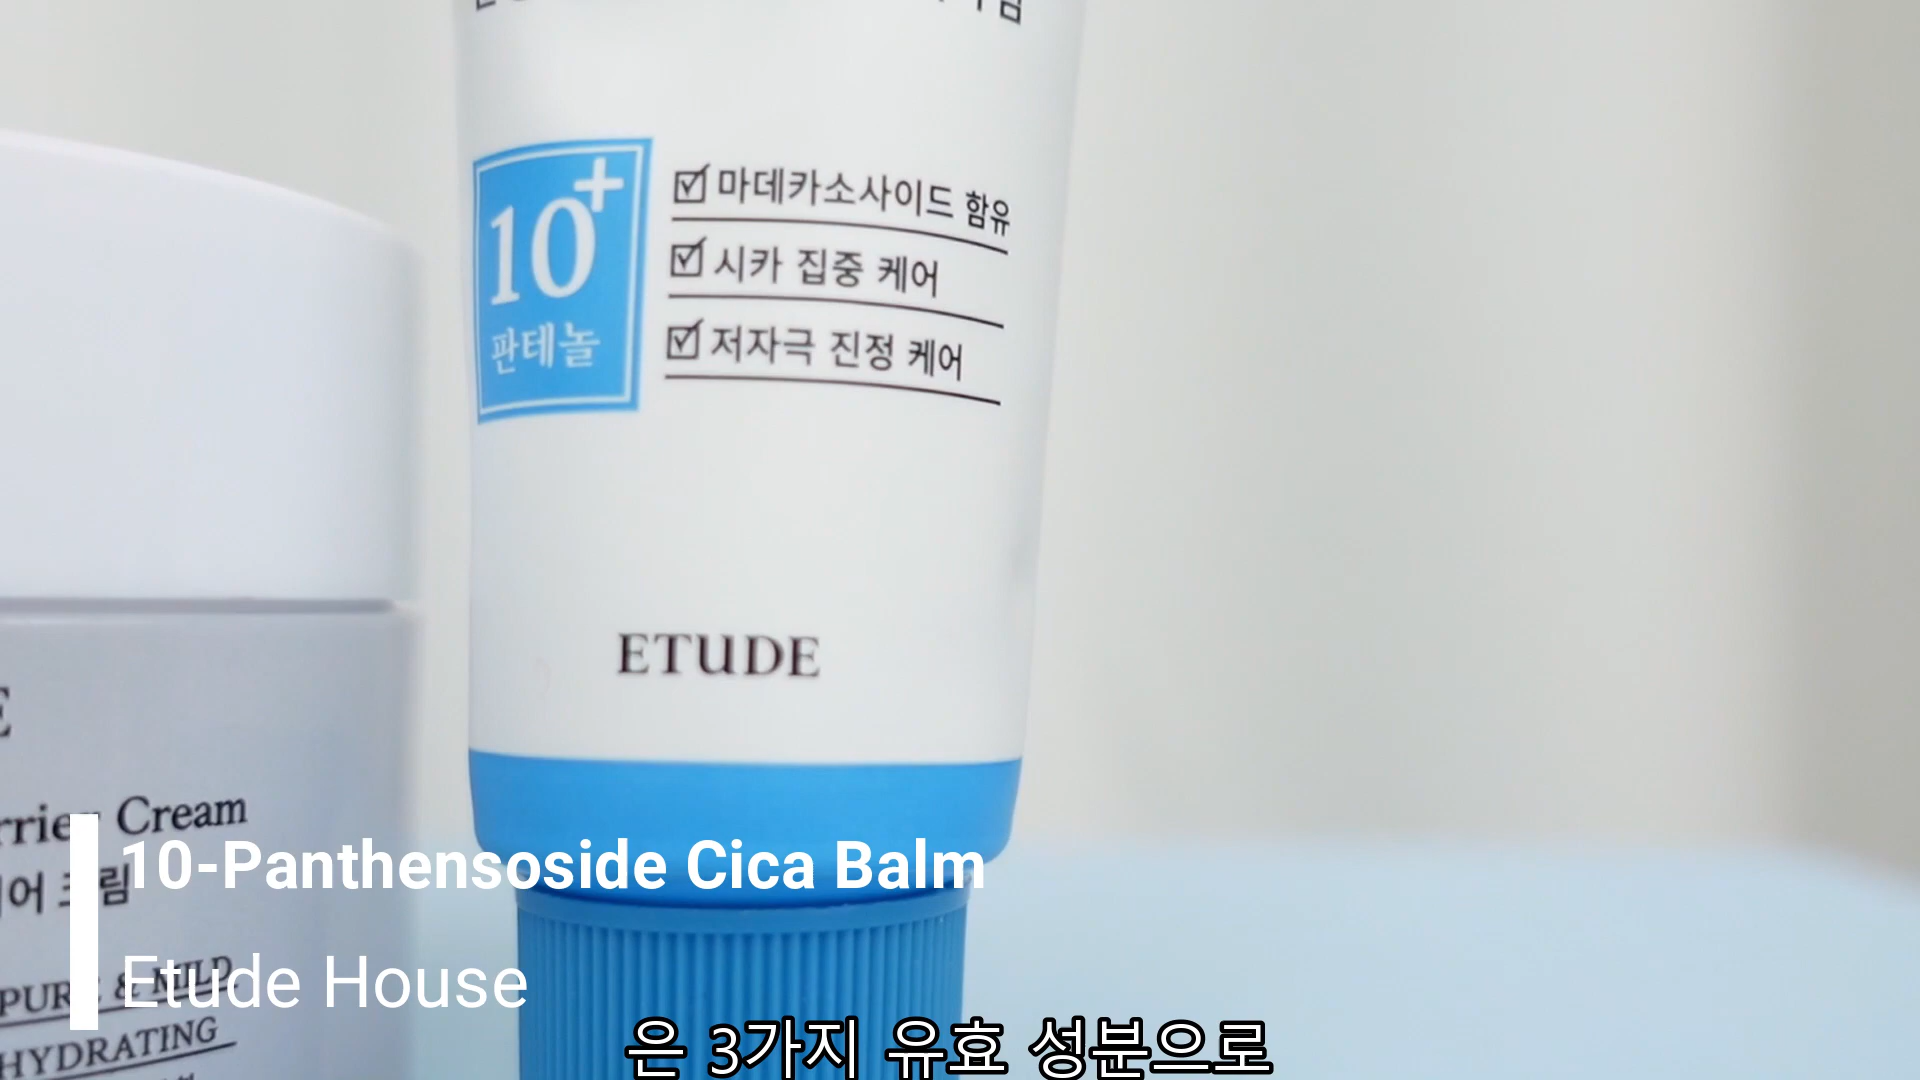 10+
판테놀
마데카소사이드 함유
시카 집중 케어
저자극 진정 케어
ETUDE
Cream
10-Panthensoside Cica Balm
Etude House
PURE & MILD
HYDRATING
은 3가지 유효 성분으로